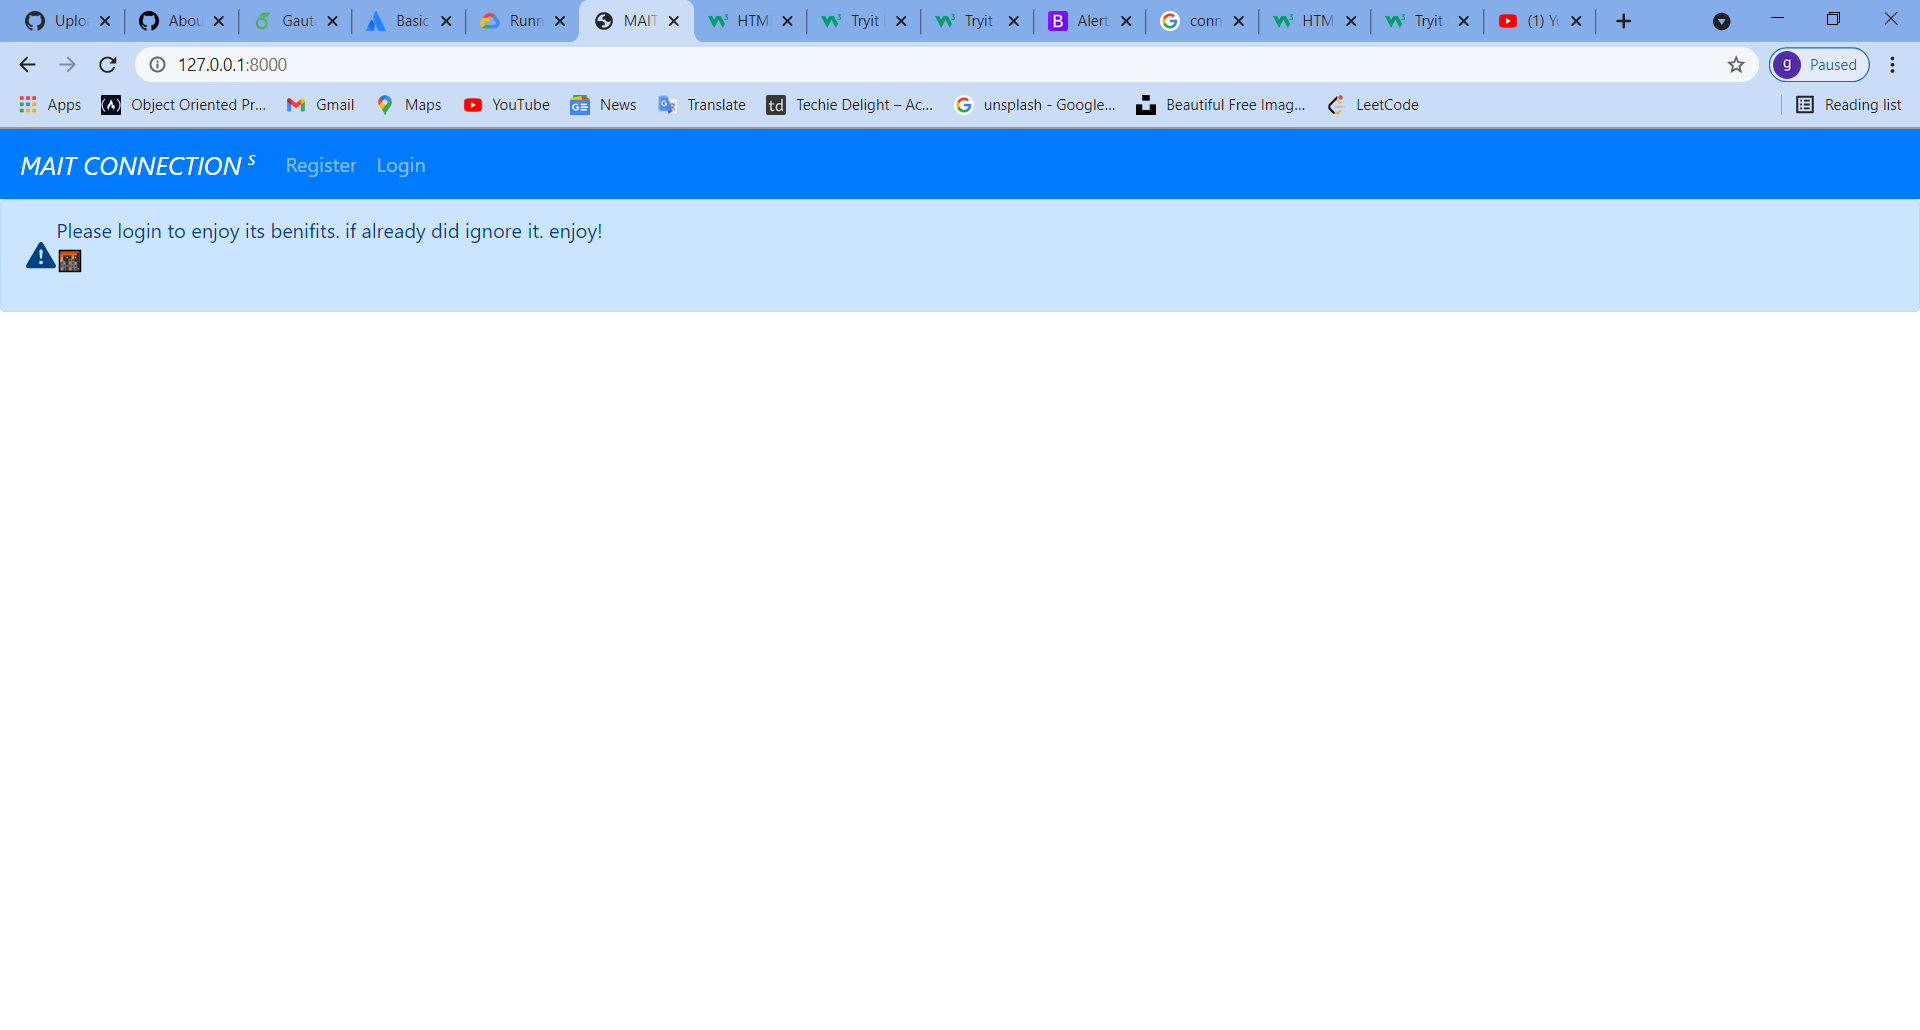 Uplo Abou Gaut Basic Runn MAIT HTM Tryit Tryit B Alert conn HTM Tryit (1) Yo
127.0.0.1:8000 g Paused
Apps Object Oriented Pr... Gmail Maps YouTube News Translate td Techie Delight – Ac... unsplash - Google... Beautiful Free Imag... LeetCode Reading list
MAIT CONNECTION S Register Login
Please login to enjoy its benifits. if already did ignore it. enjoy!